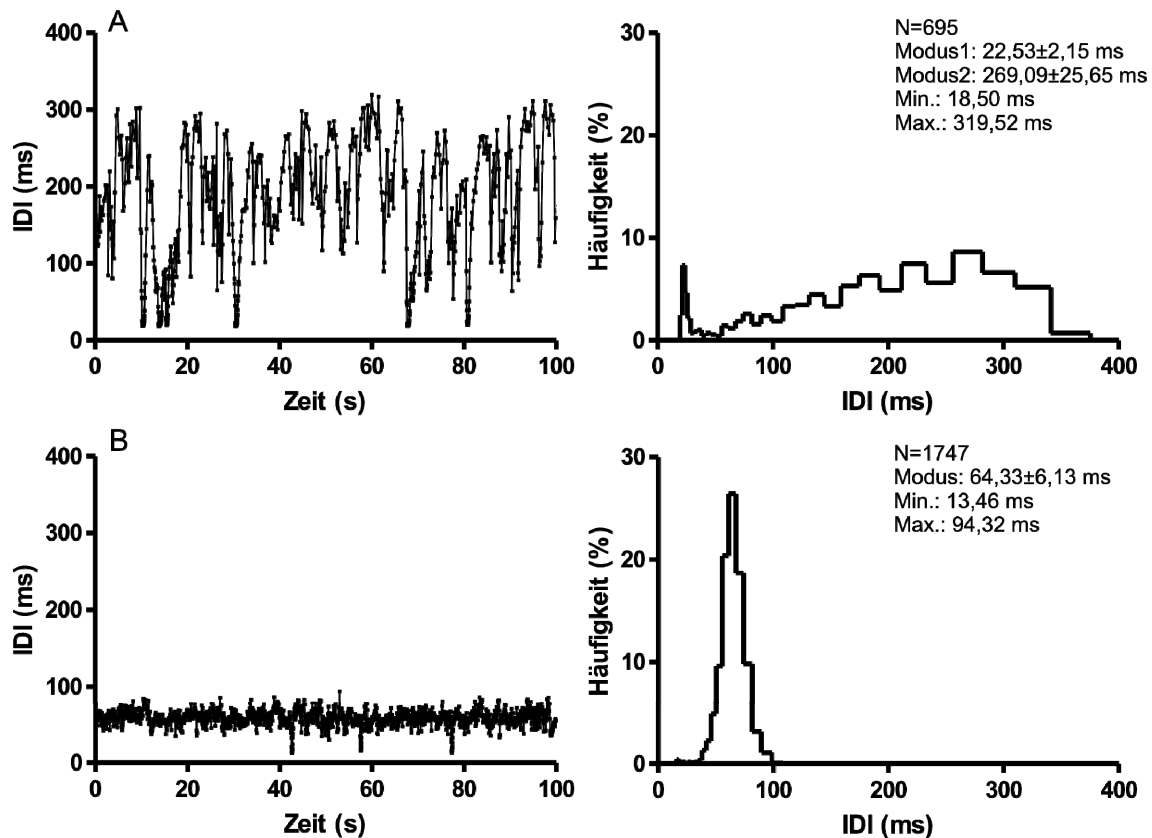 A
400
300
200
100
0
IDI (ms)
0 20 40 60 80 100
Zeit (s)
30
20
10
0
Häufigkeit (%)
N=695
Modus1: 22,53±2,15 ms
Modus2: 269,09±25,65 ms
Min.: 18,50 ms
Max.: 319,52 ms
0 100 200 300 400
IDI (ms)
B
400
300
200
100
0
IDI (ms)
0 20 40 60 80 100
Zeit (s)
30
20
10
0
Häufigkeit (%)
N=1747
Modus: 64,33±6,13 ms
Min.: 13,46 ms
Max.: 94,32 ms
0 100 200 300 400
IDI (ms)